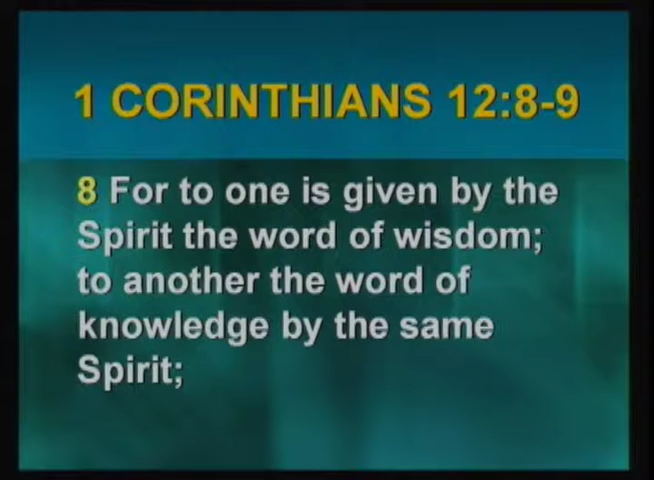 1 CORINTHIANS 12:8-9
8 For to one is given by the
Spirit the word of wisdom;
to another the word of
knowledge by the same
Spirit;